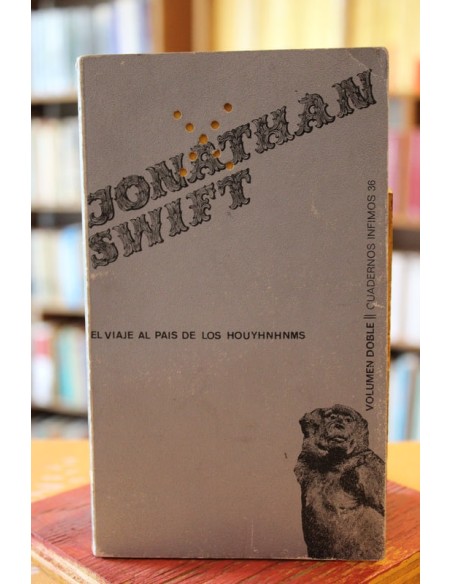 JONATHAN
SWIFT
EL VIAJE AL PAIS DE LOS HOUYHNHNMS
VOLUMEN DOBLE || CUADERNOS INFIMOS 36